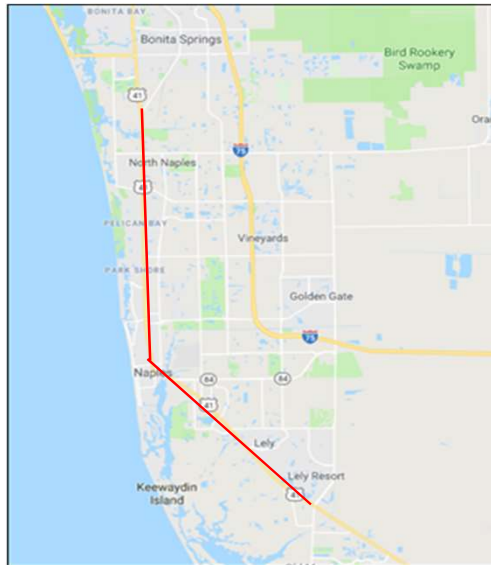 BONITA BAY
Bonita Springs
Bird Rookery
Swamp
41
75
North Naples
41
PELICAN BAY
Vineyards
PARK SHORE
Golden Gate
75
Naples
84
84
41
Lely
Lely Resort
Keewaydin
Island
41